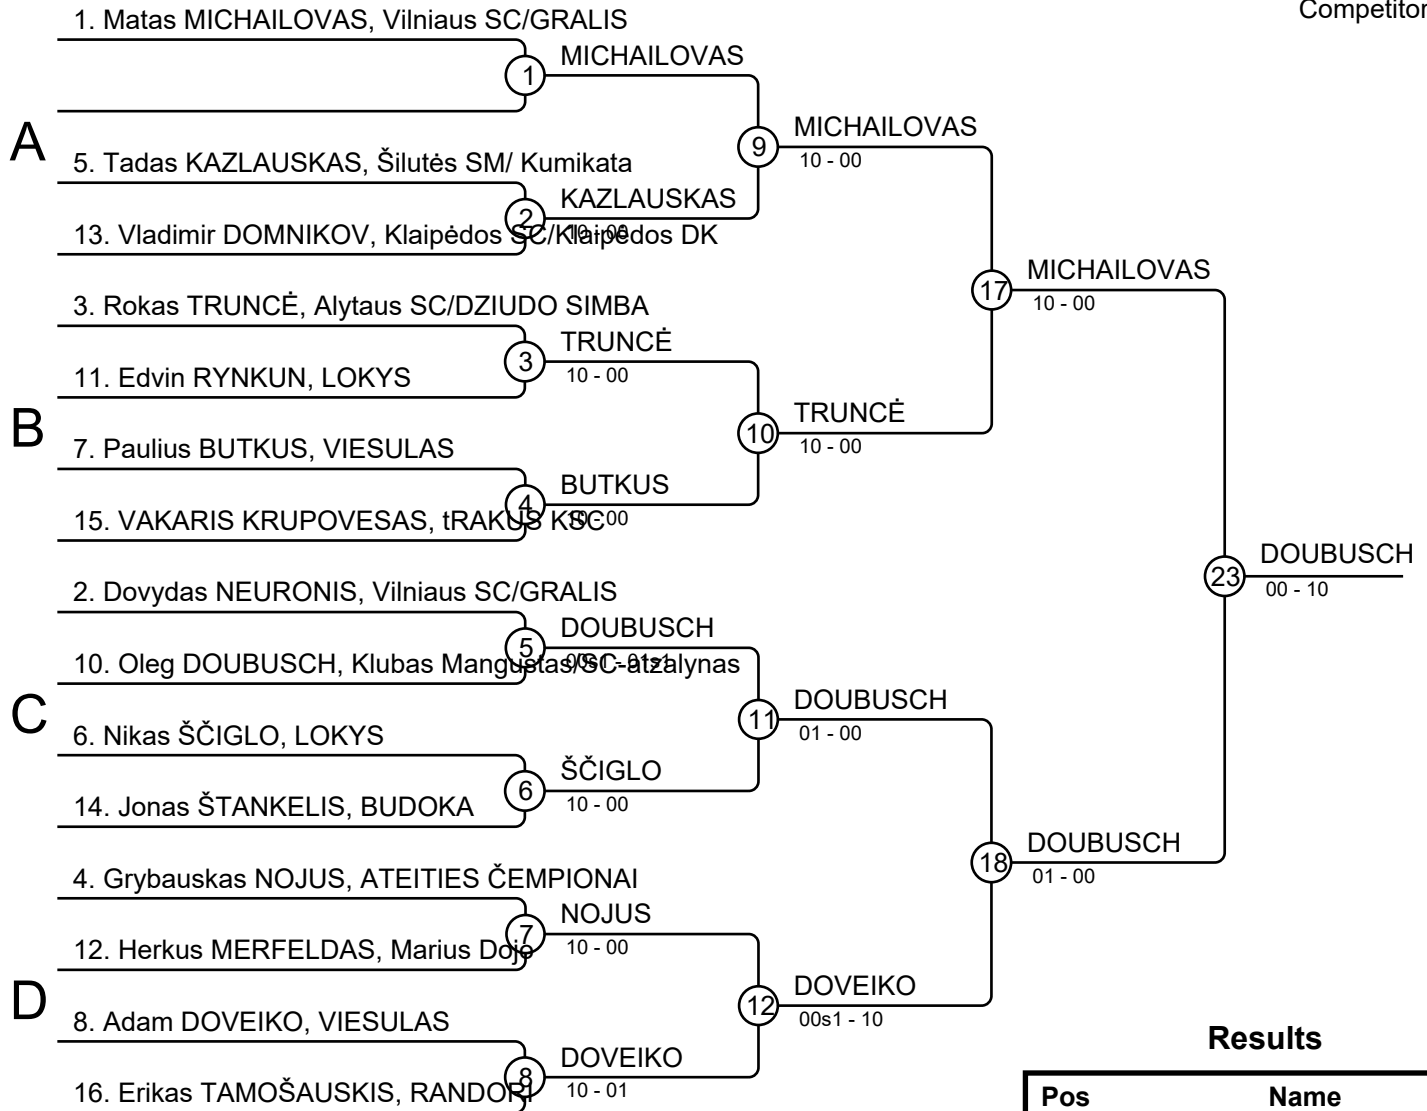 Competitor
1. Matas MICHAILOVAS, Vilniaus SC/GRALIS
1
MICHAILOVAS
A
9
MICHAILOVAS
10 - 00
5. Tadas KAZLAUSKAS, Šilutės SM/ Kumikata
2
KAZLAUSKAS
10 - 00
13. Vladimir DOMNIKOV, Klaipėdos SC/Klaipėdos DK
17
MICHAILOVAS
10 - 00
3. Rokas TRUNCĖ, Alytaus SC/DZIUDO SIMBA
3
TRUNCĖ
10 - 00
11. Edvin RYNKUN, LOKYS
B
10
TRUNCĖ
10 - 00
7. Paulius BUTKUS, VIESULAS
4
BUTKUS
10 - 00
15. VAKARIS KRUPOVESAS, tRAKUS KSC
23
DOUBUSCH
00 - 10
2. Dovydas NEURONIS, Vilniaus SC/GRALIS
5
DOUBUSCH
00s1 - 01s1
10. Oleg DOUBUSCH, Klubas Mangustas/SC-atžalynas
C
11
DOUBUSCH
01 - 00
6. Nikas ŠČIGLO, LOKYS
6
ŠČIGLO
10 - 00
14. Jonas ŠTANKELIS, BUDOKA
18
DOUBUSCH
01 - 00
4. Grybauskas NOJUS, ATEITIES ČEMPIONAI
7
NOJUS
10 - 00
12. Herkus MERFELDAS, Marius Dojo
D
12
DOVEIKO
00s1 - 10
8. Adam DOVEIKO, VIESULAS
8
DOVEIKO
10 - 01
16. Erikas TAMOŠAUSKIS, RANDORI
Results
Pos Name